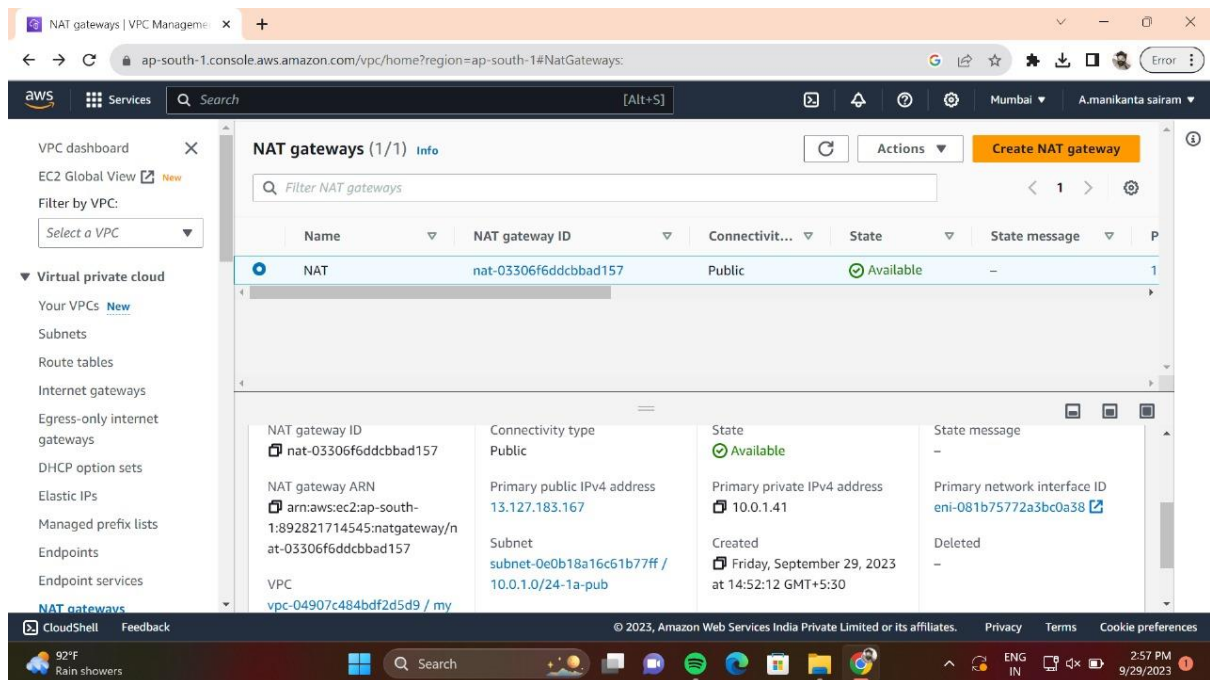 NAT gateways | VPC Manageme
ap-south-1.console.aws.amazon.com/vpc/home?region=ap-south-1#NatGateways:
Error
aws
Services
Search
[Alt+S]
Mumbai
A.manikanta sairam
VPC dashboard
EC2 Global View New
Filter by VPC:
Select a VPC
Virtual private cloud
Your VPCs New
Subnets
Route tables
Internet gateways
Egress-only internet
gateways
DHCP option sets
Elastic IPs
Managed prefix lists
Endpoints
Endpoint services
NAT gateways
NAT gateways (1/1) Info
Actions
Create NAT gateway
Filter NAT gateways
1
Name NAT gateway ID Connectivit... State State message P
NAT nat-03306f6ddcbbad157 Public Available – 1
NAT gateway ID
nat-03306f6ddcbbad157
Connectivity type
Public
State
Available
State message
–
NAT gateway ARN
arn:aws:ec2:ap-south-
1:892821714545:natgateway/n
at-03306f6ddcbbad157
Primary public IPv4 address
13.127.183.167
Primary private IPv4 address
10.0.1.41
Primary network interface ID
eni-081b75772a3bc0a38
VPC
vpc-04907c484bdf2d5d9 / my
Subnet
subnet-0e0b18a16c61b77ff /
10.0.1.0/24-1a-pub
Created
Friday, September 29, 2023
at 14:52:12 GMT+5:30
Deleted
–
CloudShell Feedback
© 2023, Amazon Web Services India Private Limited or its affiliates. Privacy Terms Cookie preferences
92°F
Rain showers
Search
ENG
IN
2:57 PM
9/29/2023
1